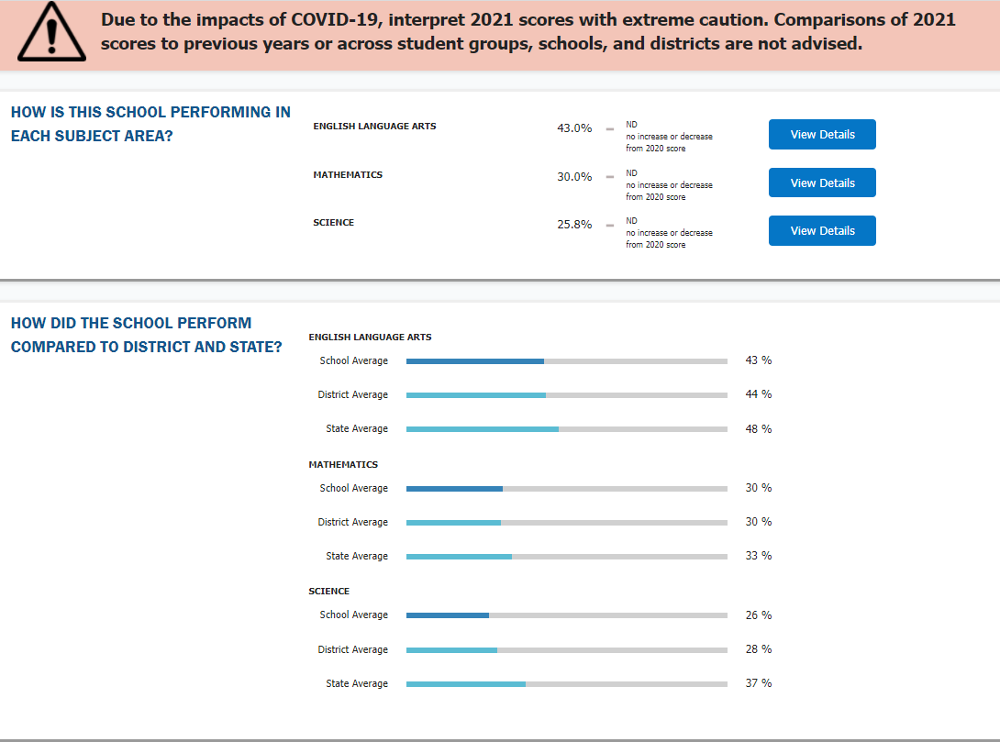 Due to the impacts of COVID-19, interpret 2021 scores with extreme caution. Comparisons of 2021
scores to previous years or across student groups, schools, and districts are not advised.
HOW IS THIS SCHOOL PERFORMING IN
EACH SUBJECT AREA?
ENGLISH LANGUAGE ARTS
43.0%
ND
no increase or decrease
from 2020 score
View Details
MATHEMATICS
30.0%
ND
no increase or decrease
from 2020 score
View Details
SCIENCE
25.8%
ND
no increase or decrease
from 2020 score
View Details
HOW DID THE SCHOOL PERFORM
COMPARED TO DISTRICT AND STATE?
ENGLISH LANGUAGE ARTS
School Average 43 %
District Average 44 %
State Average 48 %
MATHEMATICS
School Average 30 %
District Average 30 %
State Average 33 %
SCIENCE
School Average 26 %
District Average 28 %
State Average 37 %